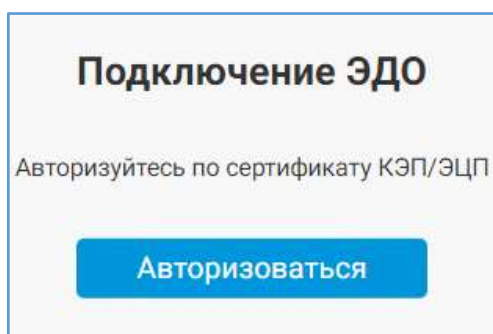 Подключение ЭДО
Авторизуйтесь по сертификату КЭП/ЭЦП
Авторизоваться